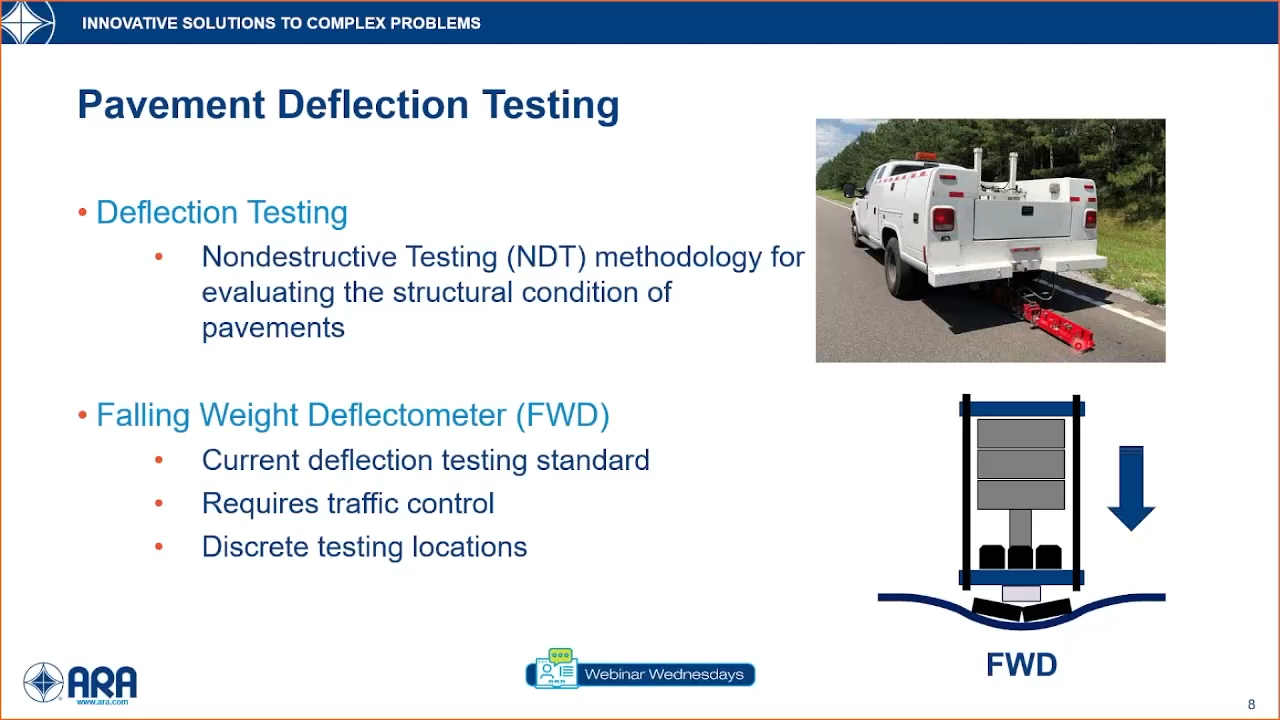 INNOVATIVE SOLUTIONS TO COMPLEX PROBLEMS
Pavement Deflection Testing
• Deflection Testing
• Nondestructive Testing (NDT) methodology for
evaluating the structural condition of
pavements
• Falling Weight Deflectometer (FWD)
• Current deflection testing standard
• Requires traffic control
• Discrete testing locations
FWD
ARA
www.ara.com
Webinar Wednesdays
8